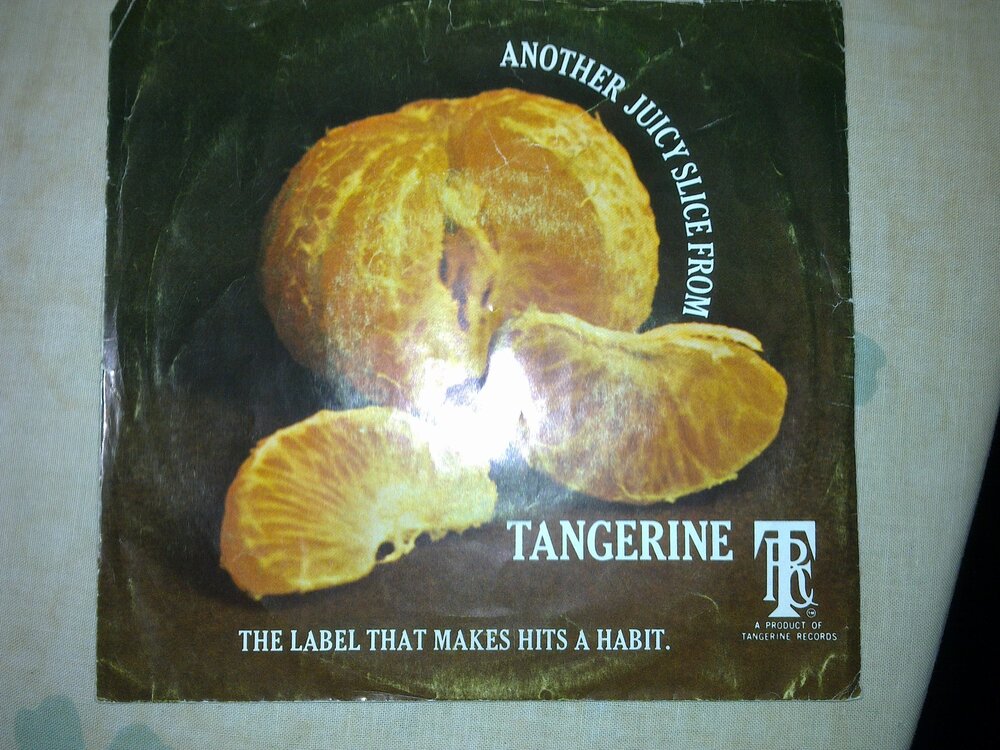 ANOTHER JUICY SLICE FROM
TANGERINE
TRC
TM
A PRODUCT OF
TANGERINE RECORDS
THE LABEL THAT MAKES HITS A HABIT.